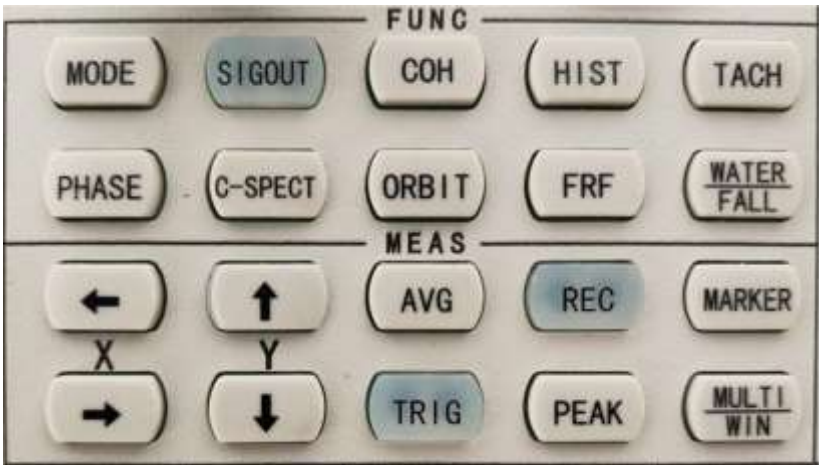 FUNC
MODE SIGOUT COH HIST TACH
PHASE C-SPECT ORBIT FRF WATER
FALL
MEAS
← ↑ AVG REC MARKER
X Y
→ ↓ TRIG PEAK MULTI
WIN